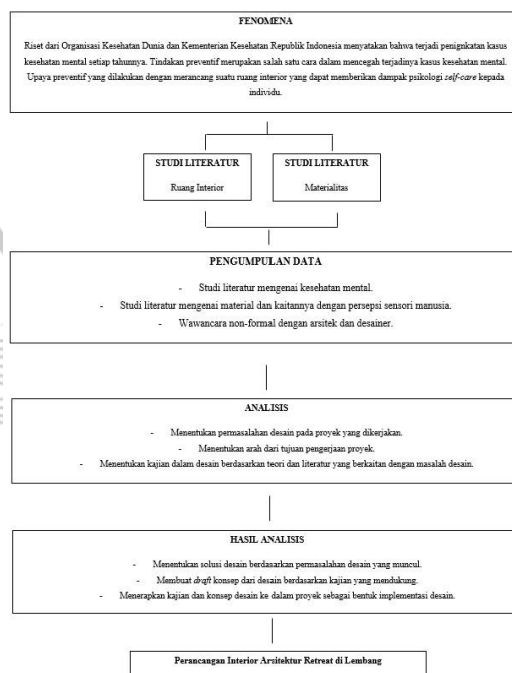 FENOMENA
Riset dari Organisasi Kesehatan Dunia dan Kementerian Kesehatan Republik Indonesia menyatakan bahwa terjadi penignkatan kasus
kesehatan mental setiap tahunnya. Tindakan preventif merupakan salah satu cara dalam mencegah terjadinya kasus kesehatan mental.
Upaya preventif yang dilakukan dengan merancang suatu ruang interior yang dapat memberikan dampak psikologi self-care kepada
individu.
STUDI LITERATUR
Ruang Interior
STUDI LITERATUR
Materialitas
PENGUMPULAN DATA
- Studi literatur mengenai kesehatan mental.
- Studi literatur mengenai material dan kaitannya dengan persepsi sensori manusia.
- Wawancara non-formal dengan arsitek dan desainer.
ANALISIS
- Menentukan permasalahan desain pada proyek yang dikerjakan.
- Menentukan arah dari tujuan pengerjaan proyek.
- Menentukan kajian dalam desain berdasarkan teori dan literatur yang berkaitan dengan masalah desain.
HASIL ANALISIS
- Menentukan solusi desain berdasarkan permasalahan desain yang muncul.
- Membuat draft konsep dari desain berdasarkan kajian yang mendukung.
- Menerapkan kajian dan konsep desain ke dalam proyek sebagai bentuk implementasi desain.
Perancangan Interior Arsitektur Retreat di Lembang